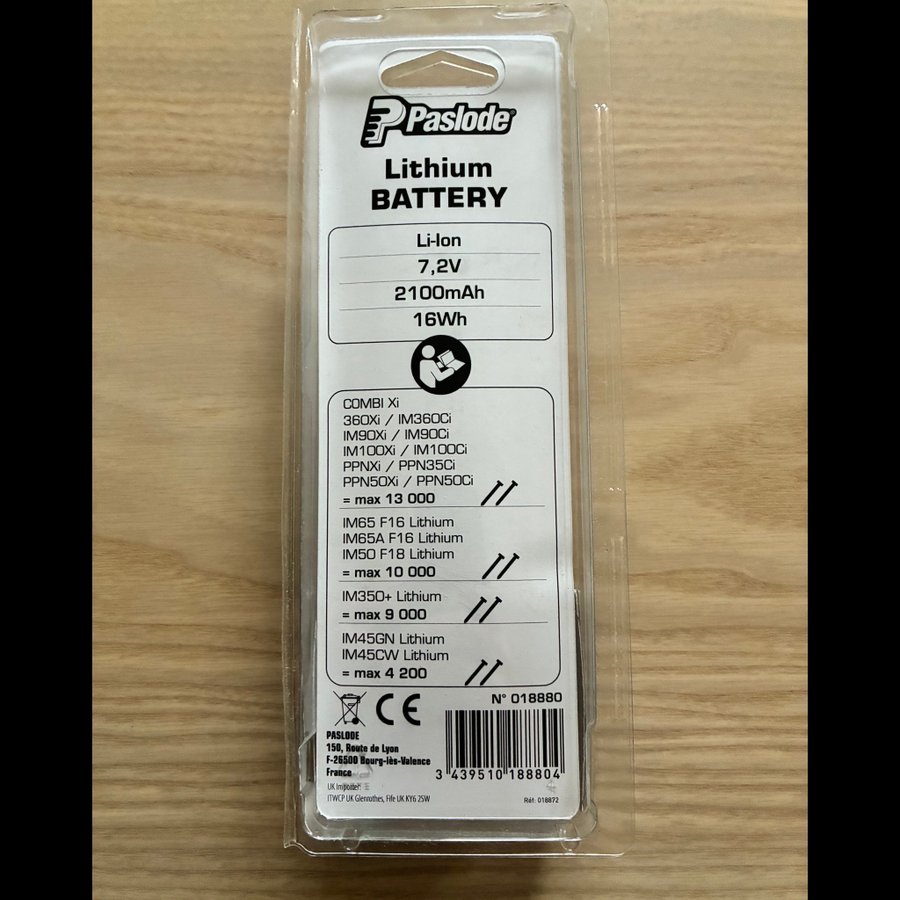 Paslode
Lithium
BATTERY
Li-Ion
7,2V
2100mAh
16Wh
COMBI Xi
360Xi / IM360Ci
IM90Xi / IM90Ci
IM100Xi / IM100Ci
PPNXi / PPN35Ci
PPN50Xi / PPN50Ci
= max 13 000
IM65 F16 Lithium
IM65A F16 Lithium
IM50 F18 Lithium
= max 10 000
IM350+ Lithium
= max 9 000
IM45GN Lithium
IM45CW Lithium
= max 4 200
N° 018880
CE
PASLODE
150, Route de Lyon
F-26500 Bourg-lès-Valence
France
3 439510 188804
UK Importer:
ITWCP UK Glenrothes, Fife UK KY6 2SW
Réf: 018872